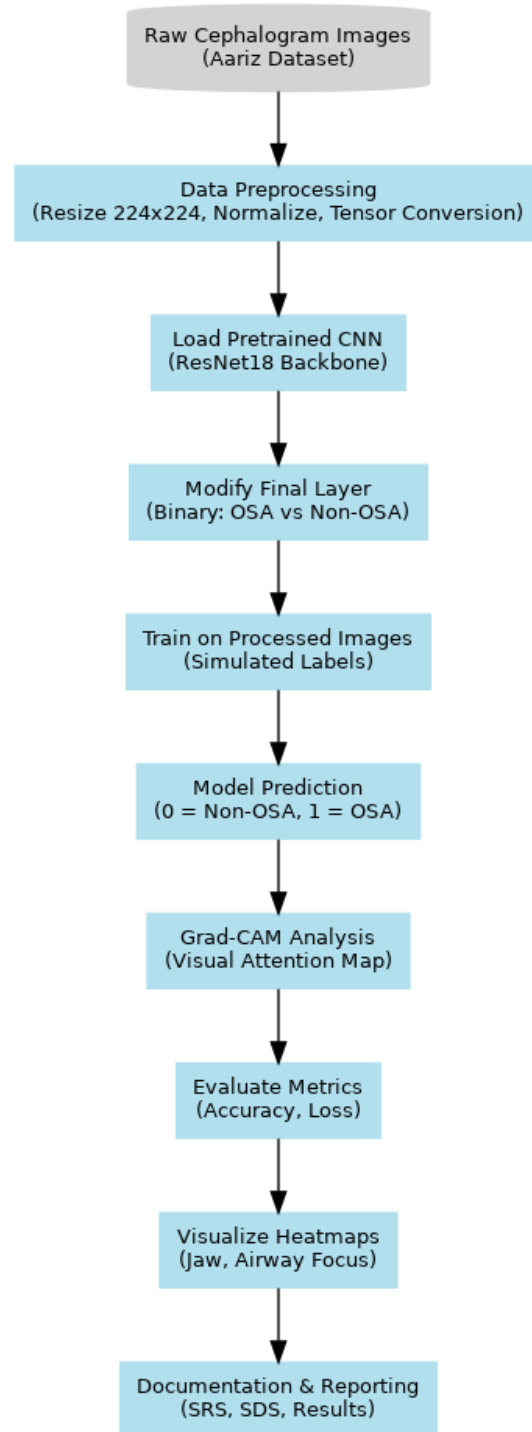 Raw Cephalogram Images
(Aariz Dataset)
Data Preprocessing
(Resize 224x224, Normalize, Tensor Conversion)
Load Pretrained CNN
(ResNet18 Backbone)
Modify Final Layer
(Binary: OSA vs Non-OSA)
Train on Processed Images
(Simulated Labels)
Model Prediction
(0 = Non-OSA, 1 = OSA)
Grad-CAM Analysis
(Visual Attention Map)
Evaluate Metrics
(Accuracy, Loss)
Visualize Heatmaps
(Jaw, Airway Focus)
Documentation & Reporting
(SRS, SDS, Results)